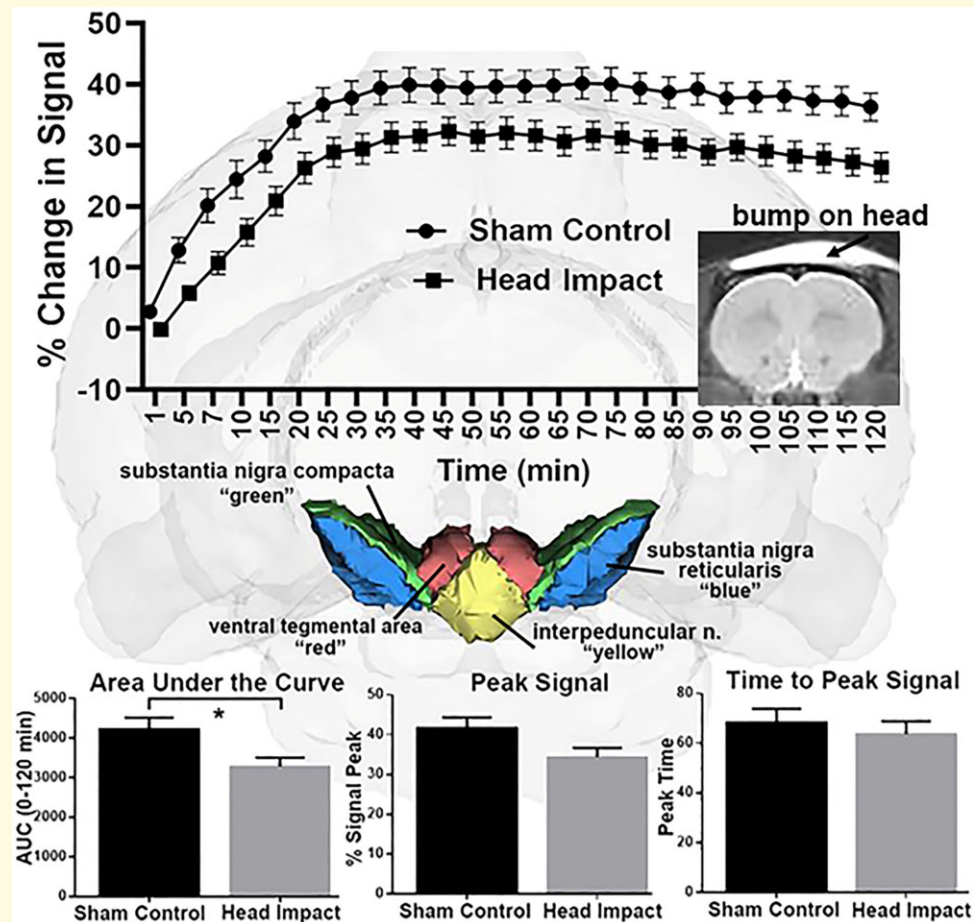 50
40
30
20
10
0
-10
% Change in Signal
Sham Control
Head Impact
bump on head
1 5 7 10 15 20 25 30 35 40 45 50 55 60 65 70 75 80 85 90 95 100 105 110 115 120
Time (min)
substantia nigra compacta
“green”
substantia nigra
reticularis
“blue”
ventral tegmental area
“red”
interpeduncular n.
“yellow”
Area Under the Curve
*
5000
4000
3000
2000
1000
0
AUC (0-120 min)
Sham Control Head Impact
Peak Signal
50
40
30
20
10
0
% Signal Peak
Sham Control Head Impact
Time to Peak Signal
80
60
40
20
0
Peak Time
Sham Control Head Impact